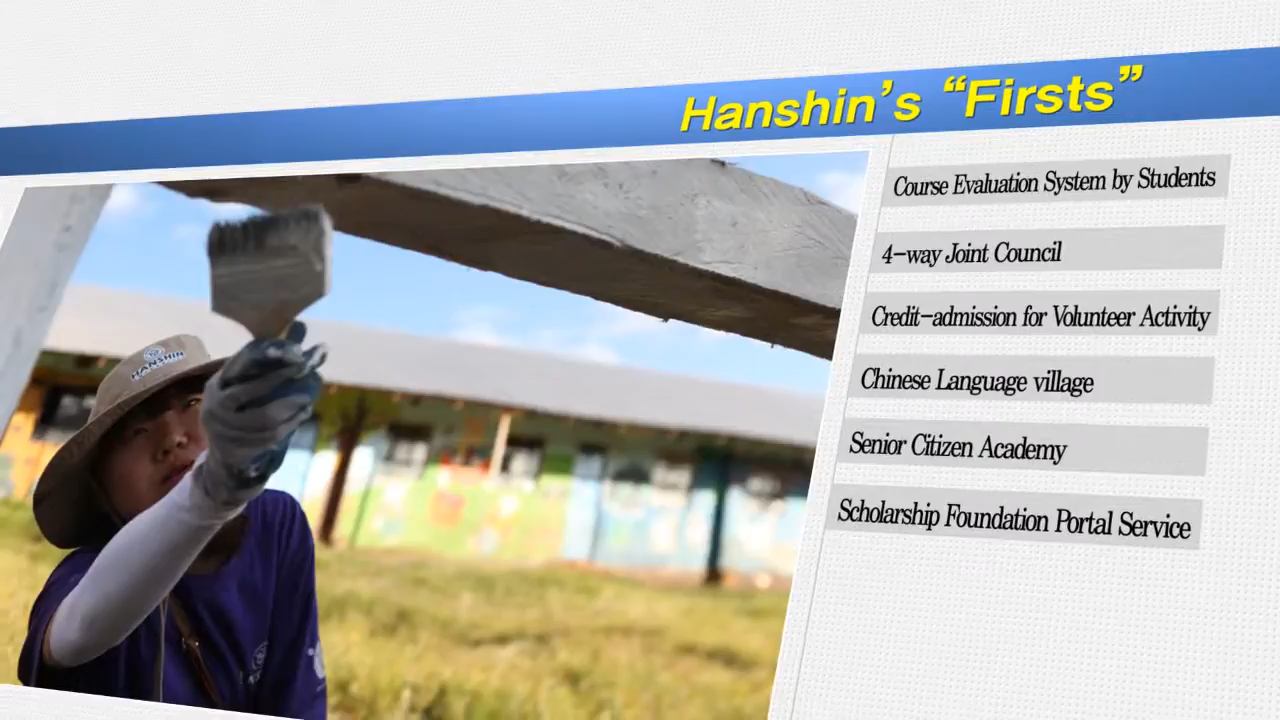 Hanshin's “Firsts”
Course Evaluation System by Students
4-way Joint Council
Credit-admission for Volunteer Activity
Chinese Language village
Senior Citizen Academy
Scholarship Foundation Portal Service
HANSHIN